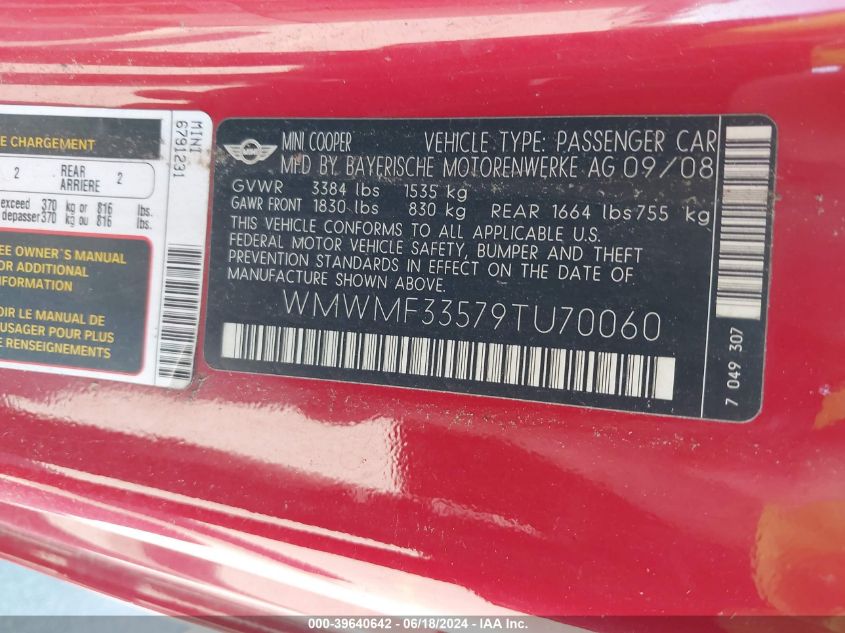 E CHARGEMENT
2 REAR ARRIERE 2
exceed 370 kg or 816 lbs.
depasser 370 kg ou 816 lbs.
EE OWNER`S MANUAL
OR ADDITIONAL
NFORMATION
OIR LE MANUAL DE
'USAGER POUR PLUS
E RENSEIGNEMENTS
MINI
6791231
MINI COOPER VEHICLE TYPE: PASSENGER CAR
MFD BY BAYERISCHE MOTORENWERKE AG 09/08
GVWR 3384 lbs 1535 kg
GAWR FRONT 1830 lbs 830 kg REAR 1664 lbs 755 kg
THIS VEHICLE CONFORMS TO ALL APPLICABLE U.S.
FEDERAL MOTOR VEHICLE SAFETY, BUMPER AND THEFT
PREVENTION STANDARDS IN EFFECT ON THE DATE OF
MANUFACTURE SHOWN ABOVE.
WMWMF33579TU70060
7 049 307
000-39640642 - 06/18/2024 - IAA Inc.